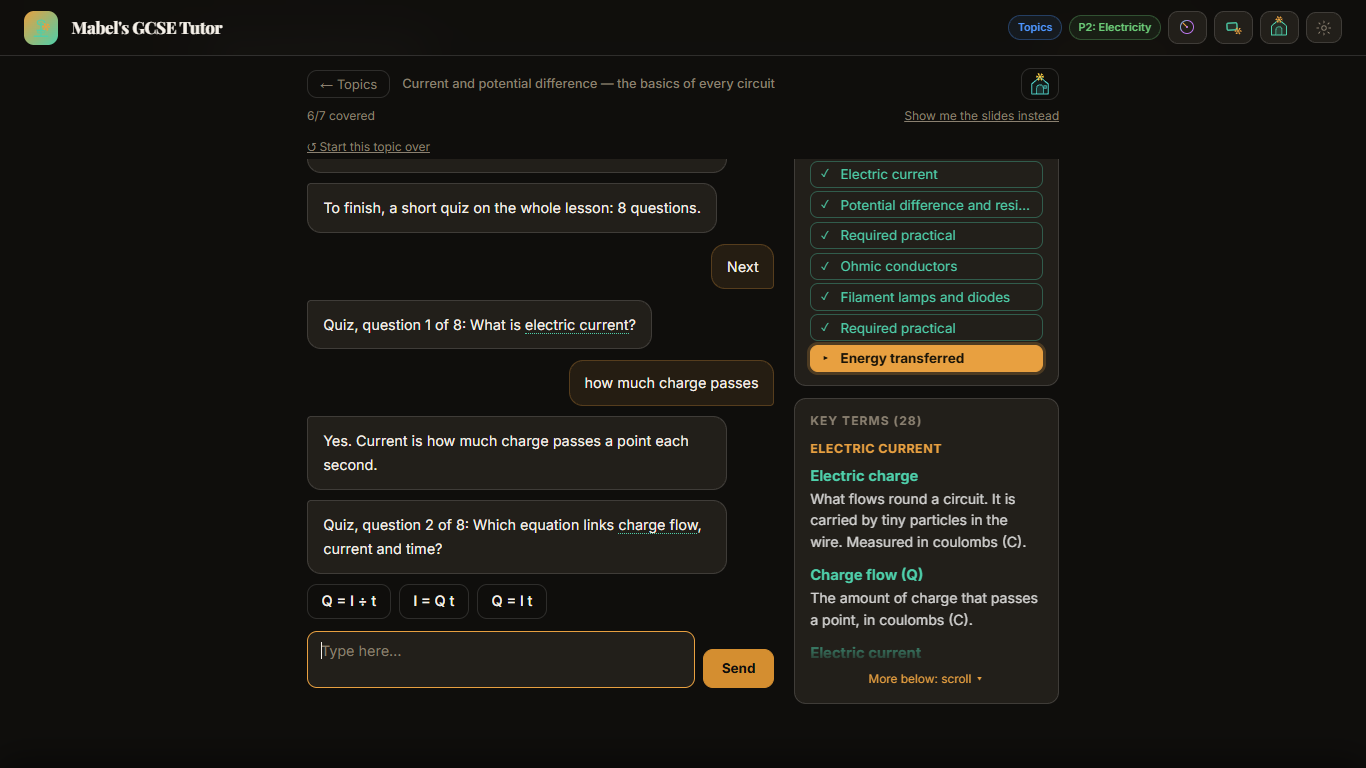 Mabel's GCSE Tutor
Topics
P2: Electricity
← Topics
Current and potential difference — the basics of every circuit
6/7 covered
Show me the slides instead
↺ Start this topic over
To finish, a short quiz on the whole lesson: 8 questions.
Next
Quiz, question 1 of 8: What is electric current?
how much charge passes
Yes. Current is how much charge passes a point each
second.
Quiz, question 2 of 8: Which equation links charge flow,
current and time?
Q = I ÷ t
I = Q t
Q = I t
Type here...
Send
✓ Electric current
✓ Potential difference and resi...
✓ Required practical
✓ Ohmic conductors
✓ Filament lamps and diodes
✓ Required practical
▸ Energy transferred
KEY TERMS (28)
ELECTRIC CURRENT
Electric charge
What flows round a circuit. It is
carried by tiny particles in the
wire. Measured in coulombs (C).
Charge flow (Q)
The amount of charge that passes
a point, in coulombs (C).
Electric current
More below: scroll ▾